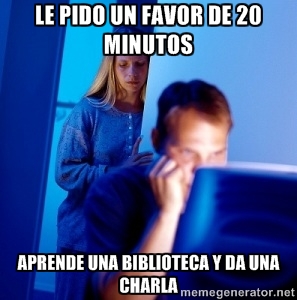 LE PIDO UN FAVOR DE 20
MINUTOS
APRENDE UNA BIBLIOTECA Y DA UNA
CHARLA
memegenerator.net